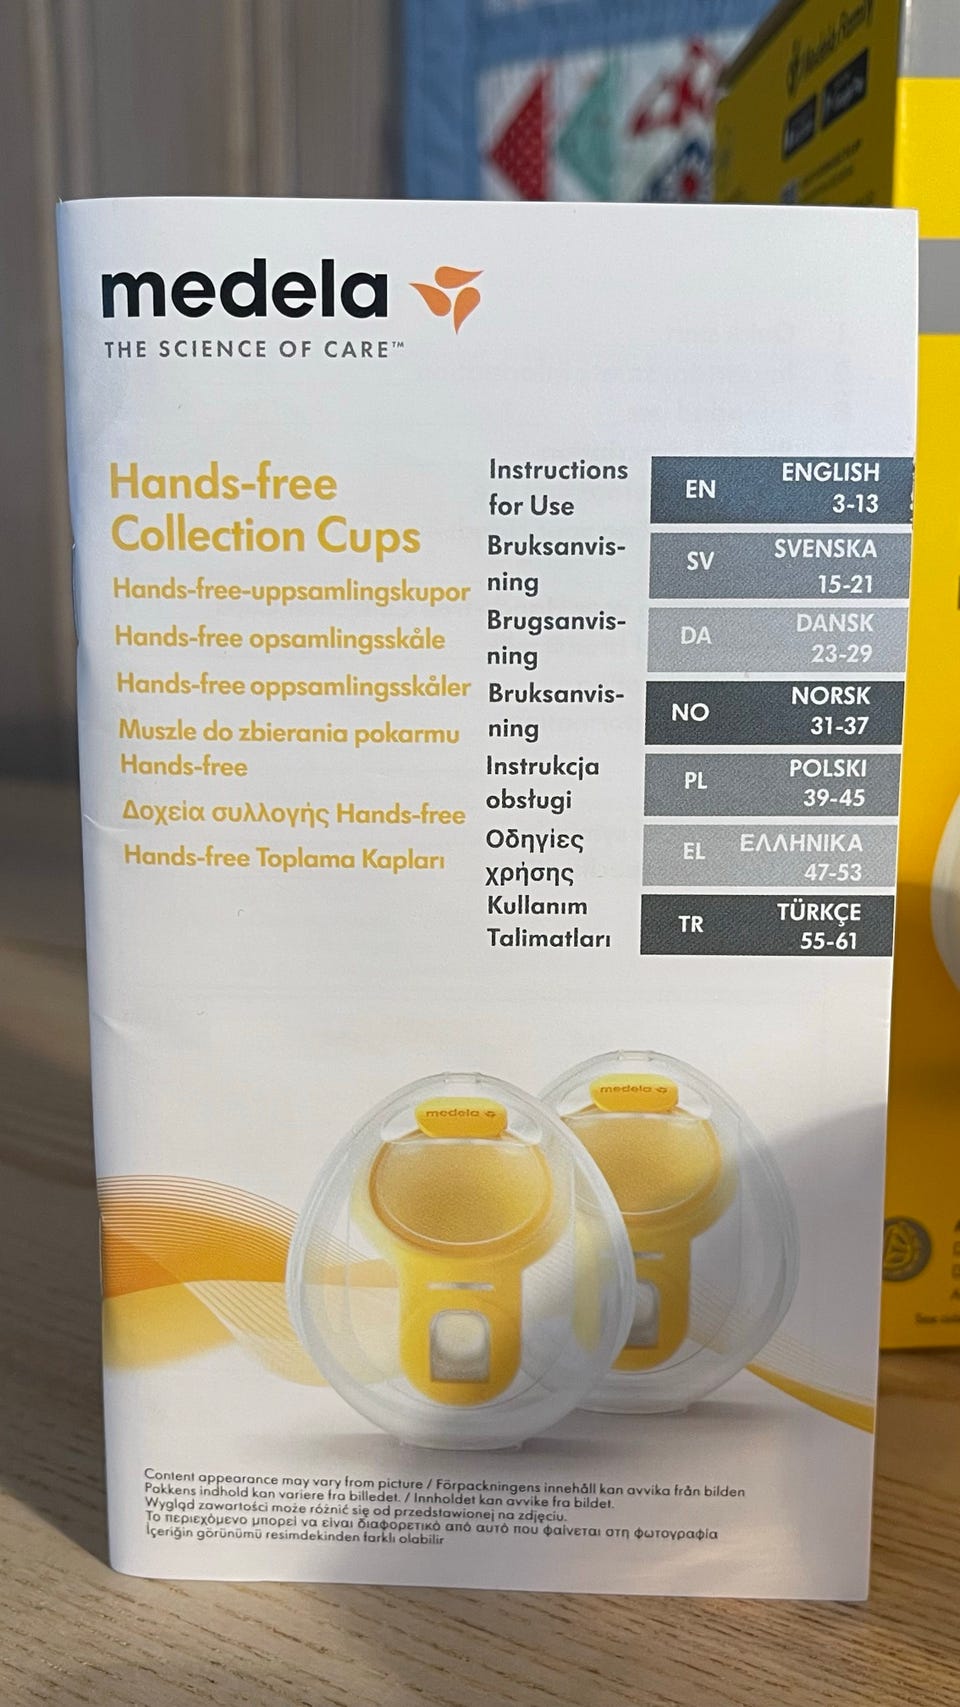 medela
THE SCIENCE OF CARE™
Hands-free
Collection Cups
Hands-free-uppsamlingskupor
Hands-free opsamlingsskåle
Hands-free oppsamlingsskåler
Muszle do zbierania pokarmu
Hands-free
Δοχεία συλλογής Hands-free
Hands-free Toplama Kapları
Instructions
for Use
EN ENGLISH
3-13
Bruksanvis-
ning
SV SVENSKA
15-21
Brugsanvis-
ning
DA DANSK
23-29
Bruksanvis-
ning
NO NORSK
31-37
Instrukcja
obsługi
PL POLSKI
39-45
Οδηγίες
χρήσης
EL ΕΛΛΗΝΙΚΑ
47-53
Kullanım
Talimatları
TR TÜRKÇE
55-61
medela
medela
Content appearance may vary from picture / Förpackningens innehåll kan avvika från bilden
Pakkens indhold kan variere fra billedet. / Innholdet kan avvike fra bildet.
Wygląd zawartości może różnić się od przedstawionej na zdjęciu.
Το περιεχόμενο μπορεί να είναι διαφορετικό από αυτό που φαίνεται στη φωτογραφία
İçeriğin görünümü resimdekinden farklı olabilir